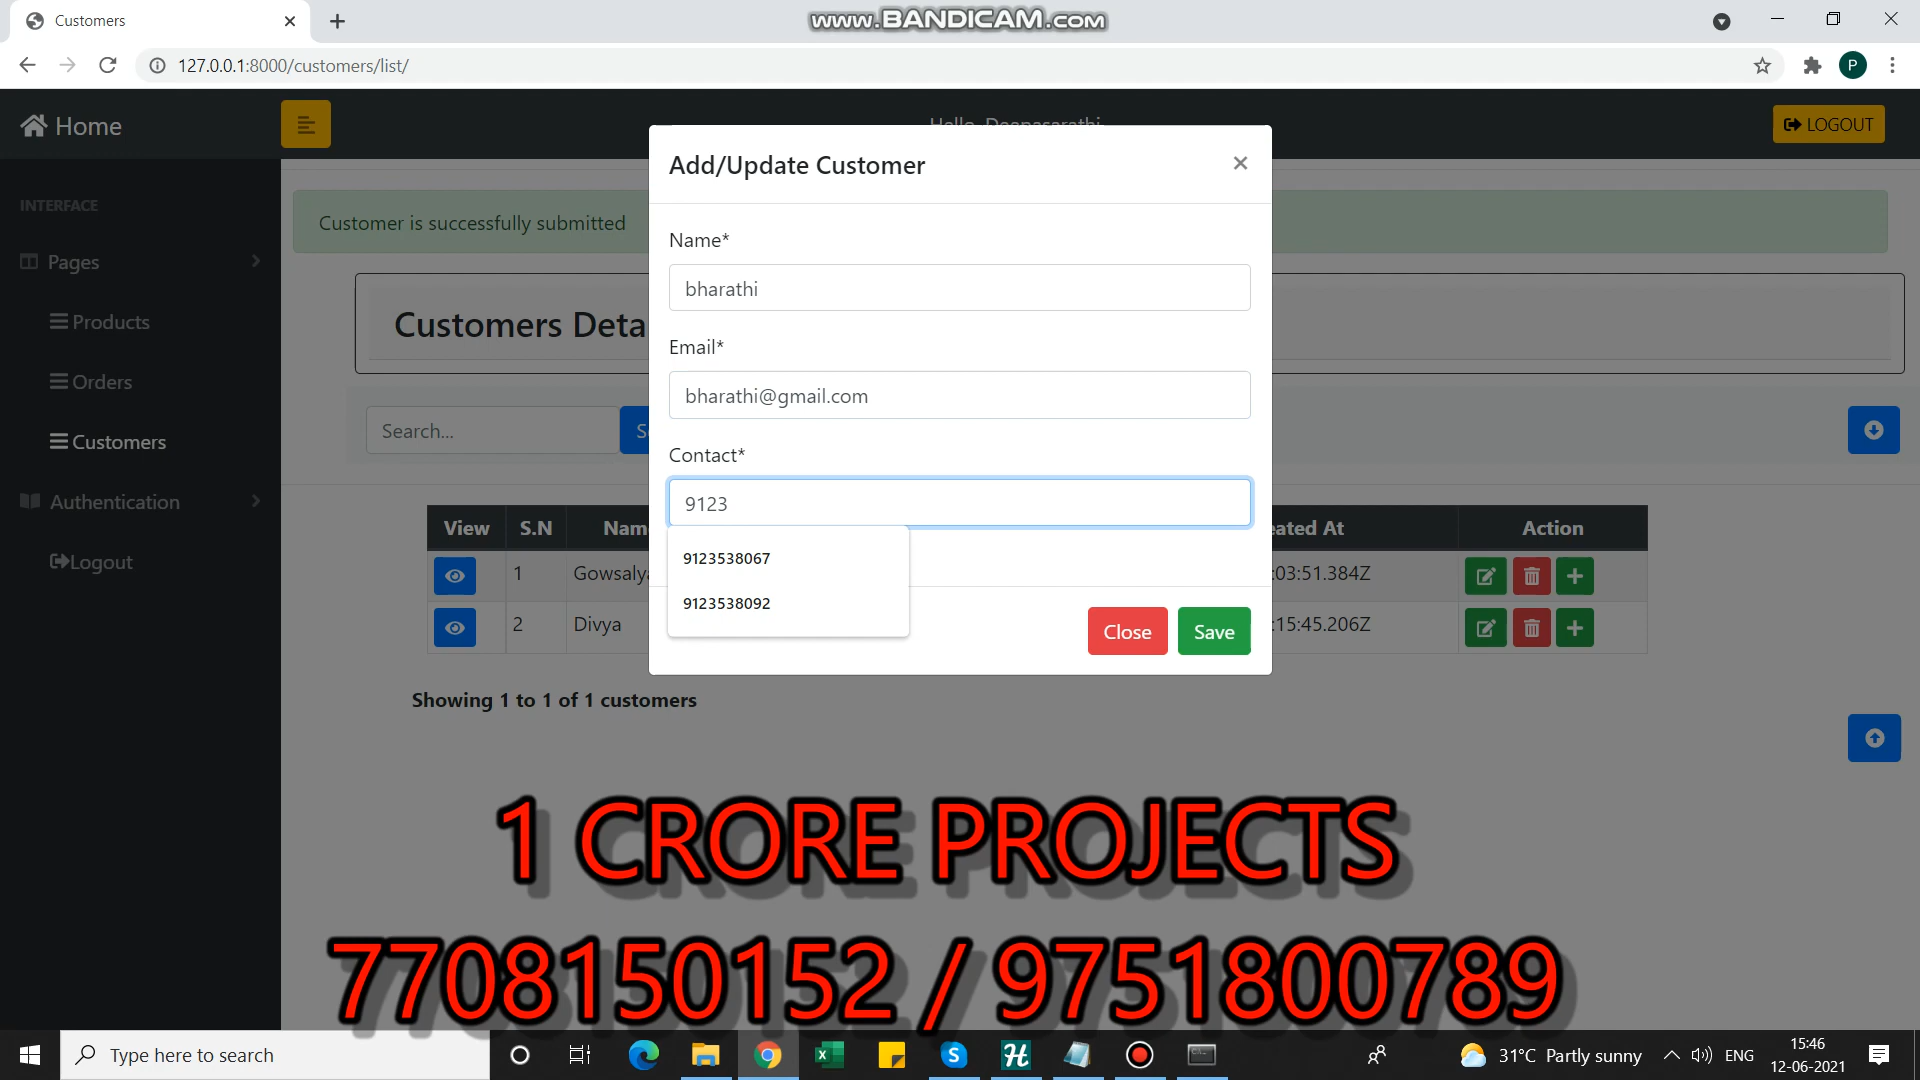 Customers
www.BANDICAM.com
127.0.0.1:8000/customers/list/
P
Home
Hello, Deepasarathi
LOGOUT
Add/Update Customer
INTERFACE
Customer is successfully submitted
Name*
Pages
bharathi
Products
Customers Deta
Email*
Orders
bharathi@gmail.com
Search...
S
Customers
Contact*
Authentication
9123
View S.N Nam eated At Action
9123538067
Logout
1 Gowsalya :03:51.384Z
9123538092
2 Divya :15:45.206Z
Close Save
Showing 1 to 1 of 1 customers
1 CRORE PROJECTS
7708150152 / 9751800789
Type here to search
31°C Partly sunny
ENG
15:46
12-06-2021